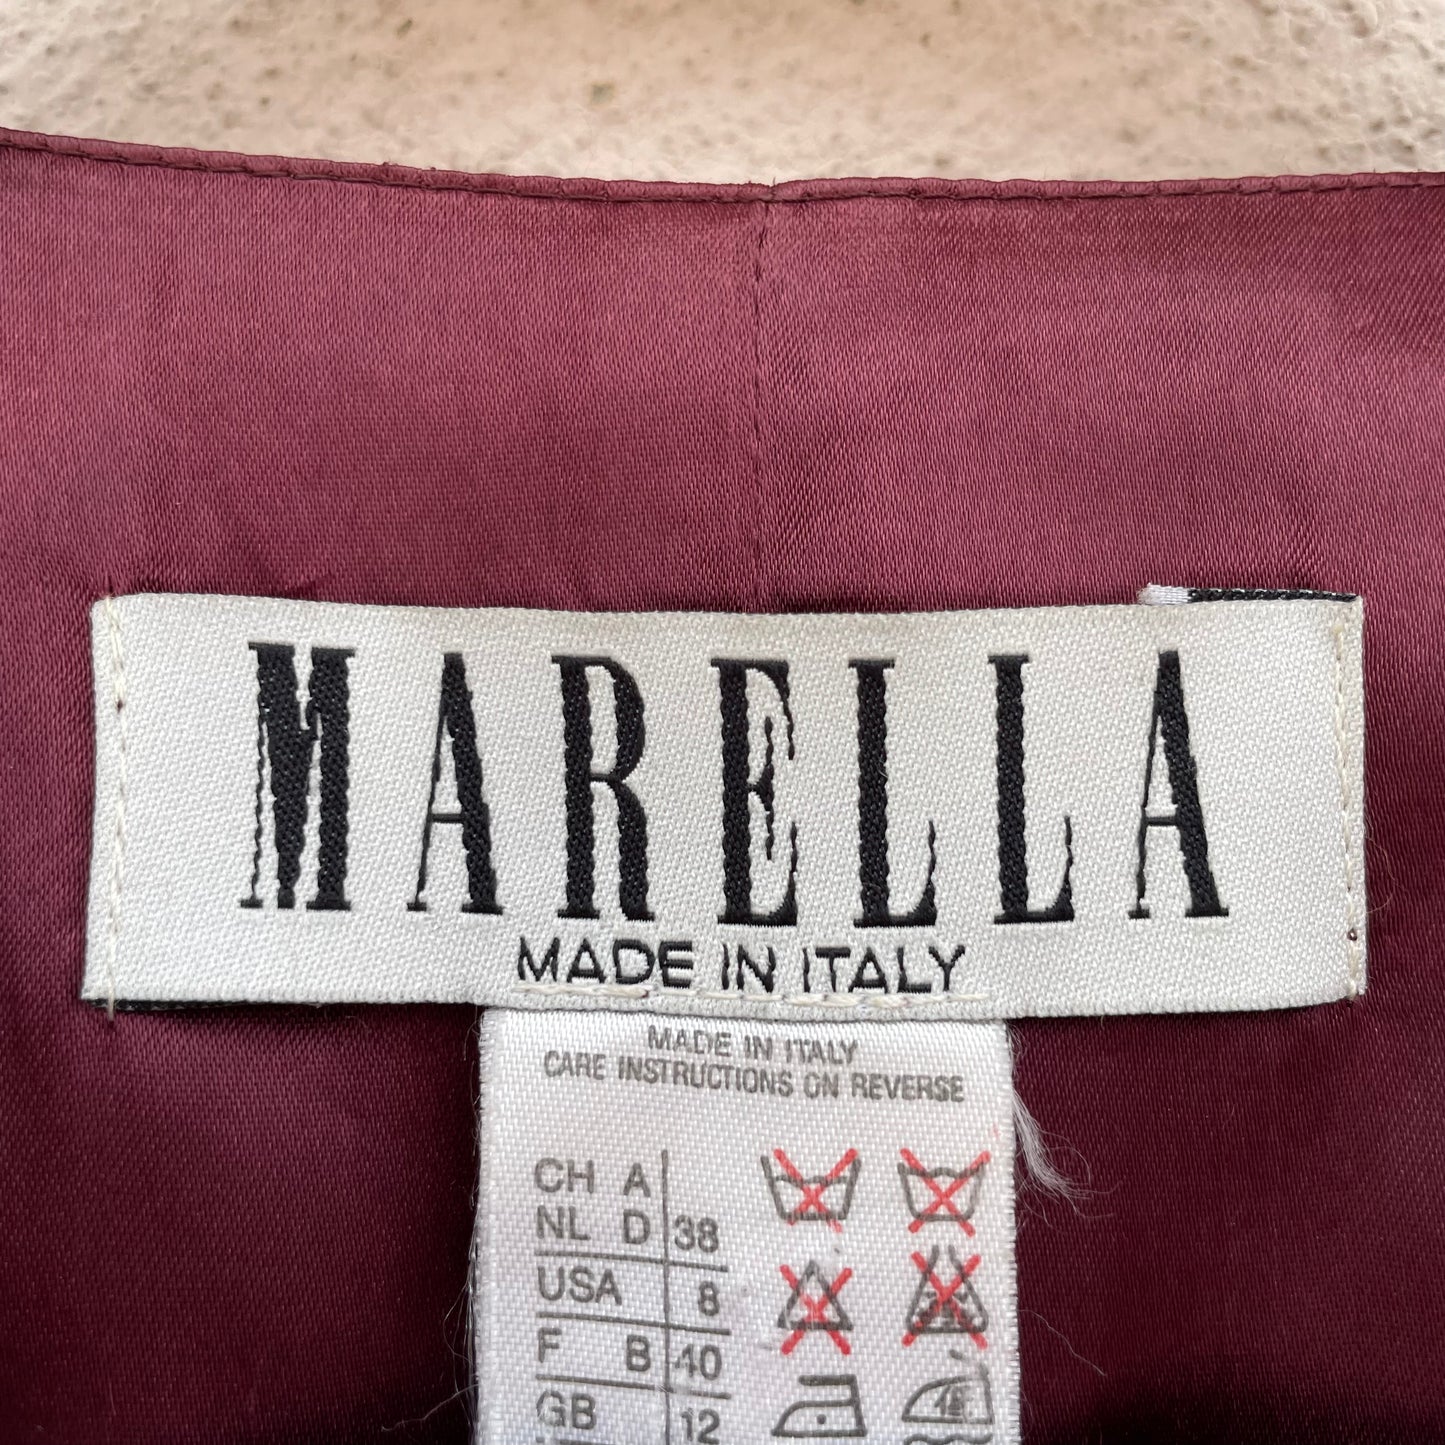 MARELLA
MADE IN ITALY
MADE IN ITALY
CARE INSTRUCTIONS ON REVERSE
CH A
NL D 38
USA 8
F B 40
GB 12